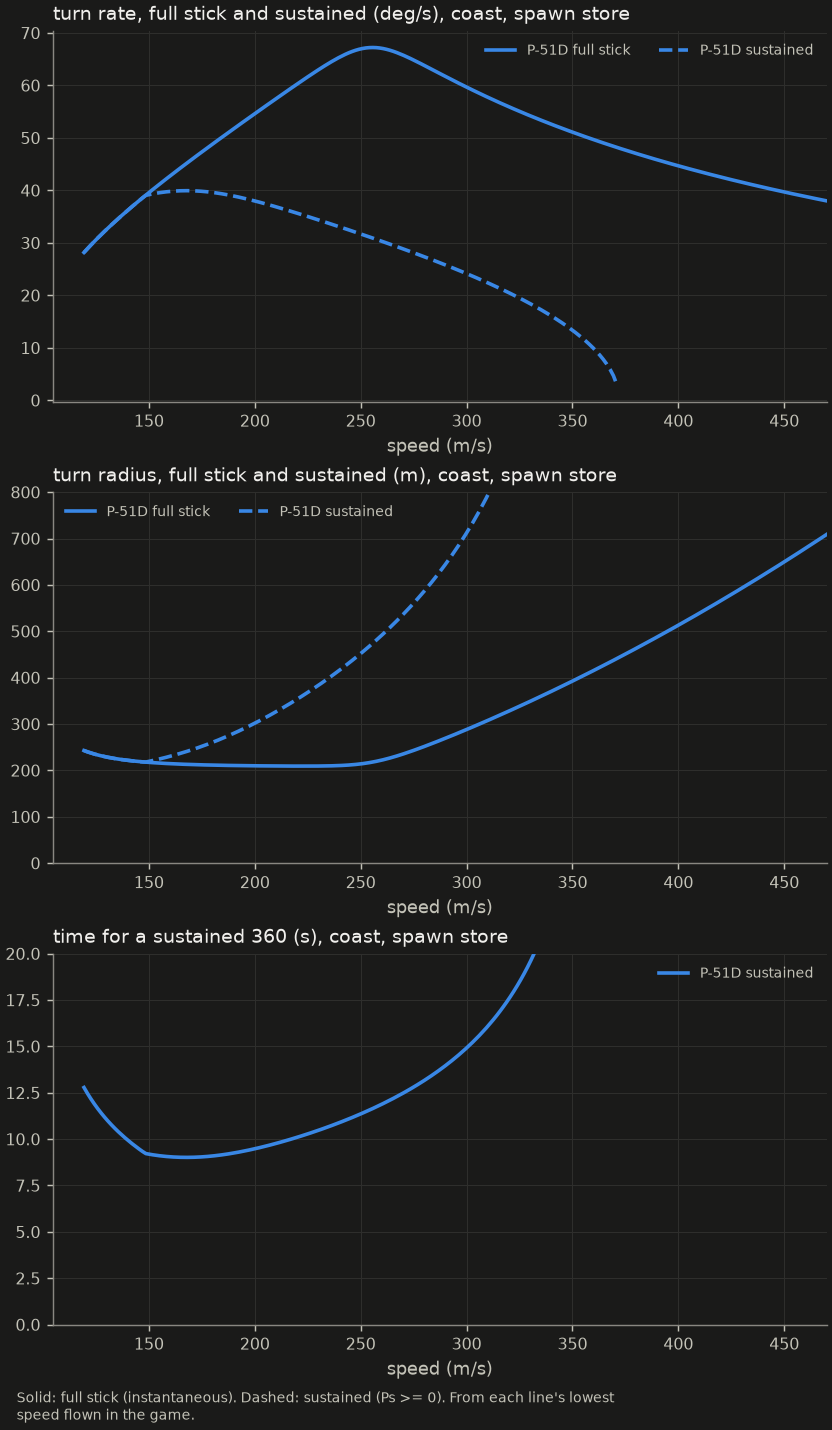 turn rate, full stick and sustained (deg/s), coast, spawn store
P-51D full stick
P-51D sustained
70
60
50
40
30
20
10
0
150 200 250 300 350 400 450
speed (m/s)
turn radius, full stick and sustained (m), coast, spawn store
P-51D full stick
P-51D sustained
800
700
600
500
400
300
200
100
0
150 200 250 300 350 400 450
speed (m/s)
time for a sustained 360 (s), coast, spawn store
P-51D sustained
20.0
17.5
15.0
12.5
10.0
7.5
5.0
2.5
0.0
150 200 250 300 350 400 450
speed (m/s)
Solid: full stick (instantaneous). Dashed: sustained (Ps >= 0). From each line's lowest
speed flown in the game.